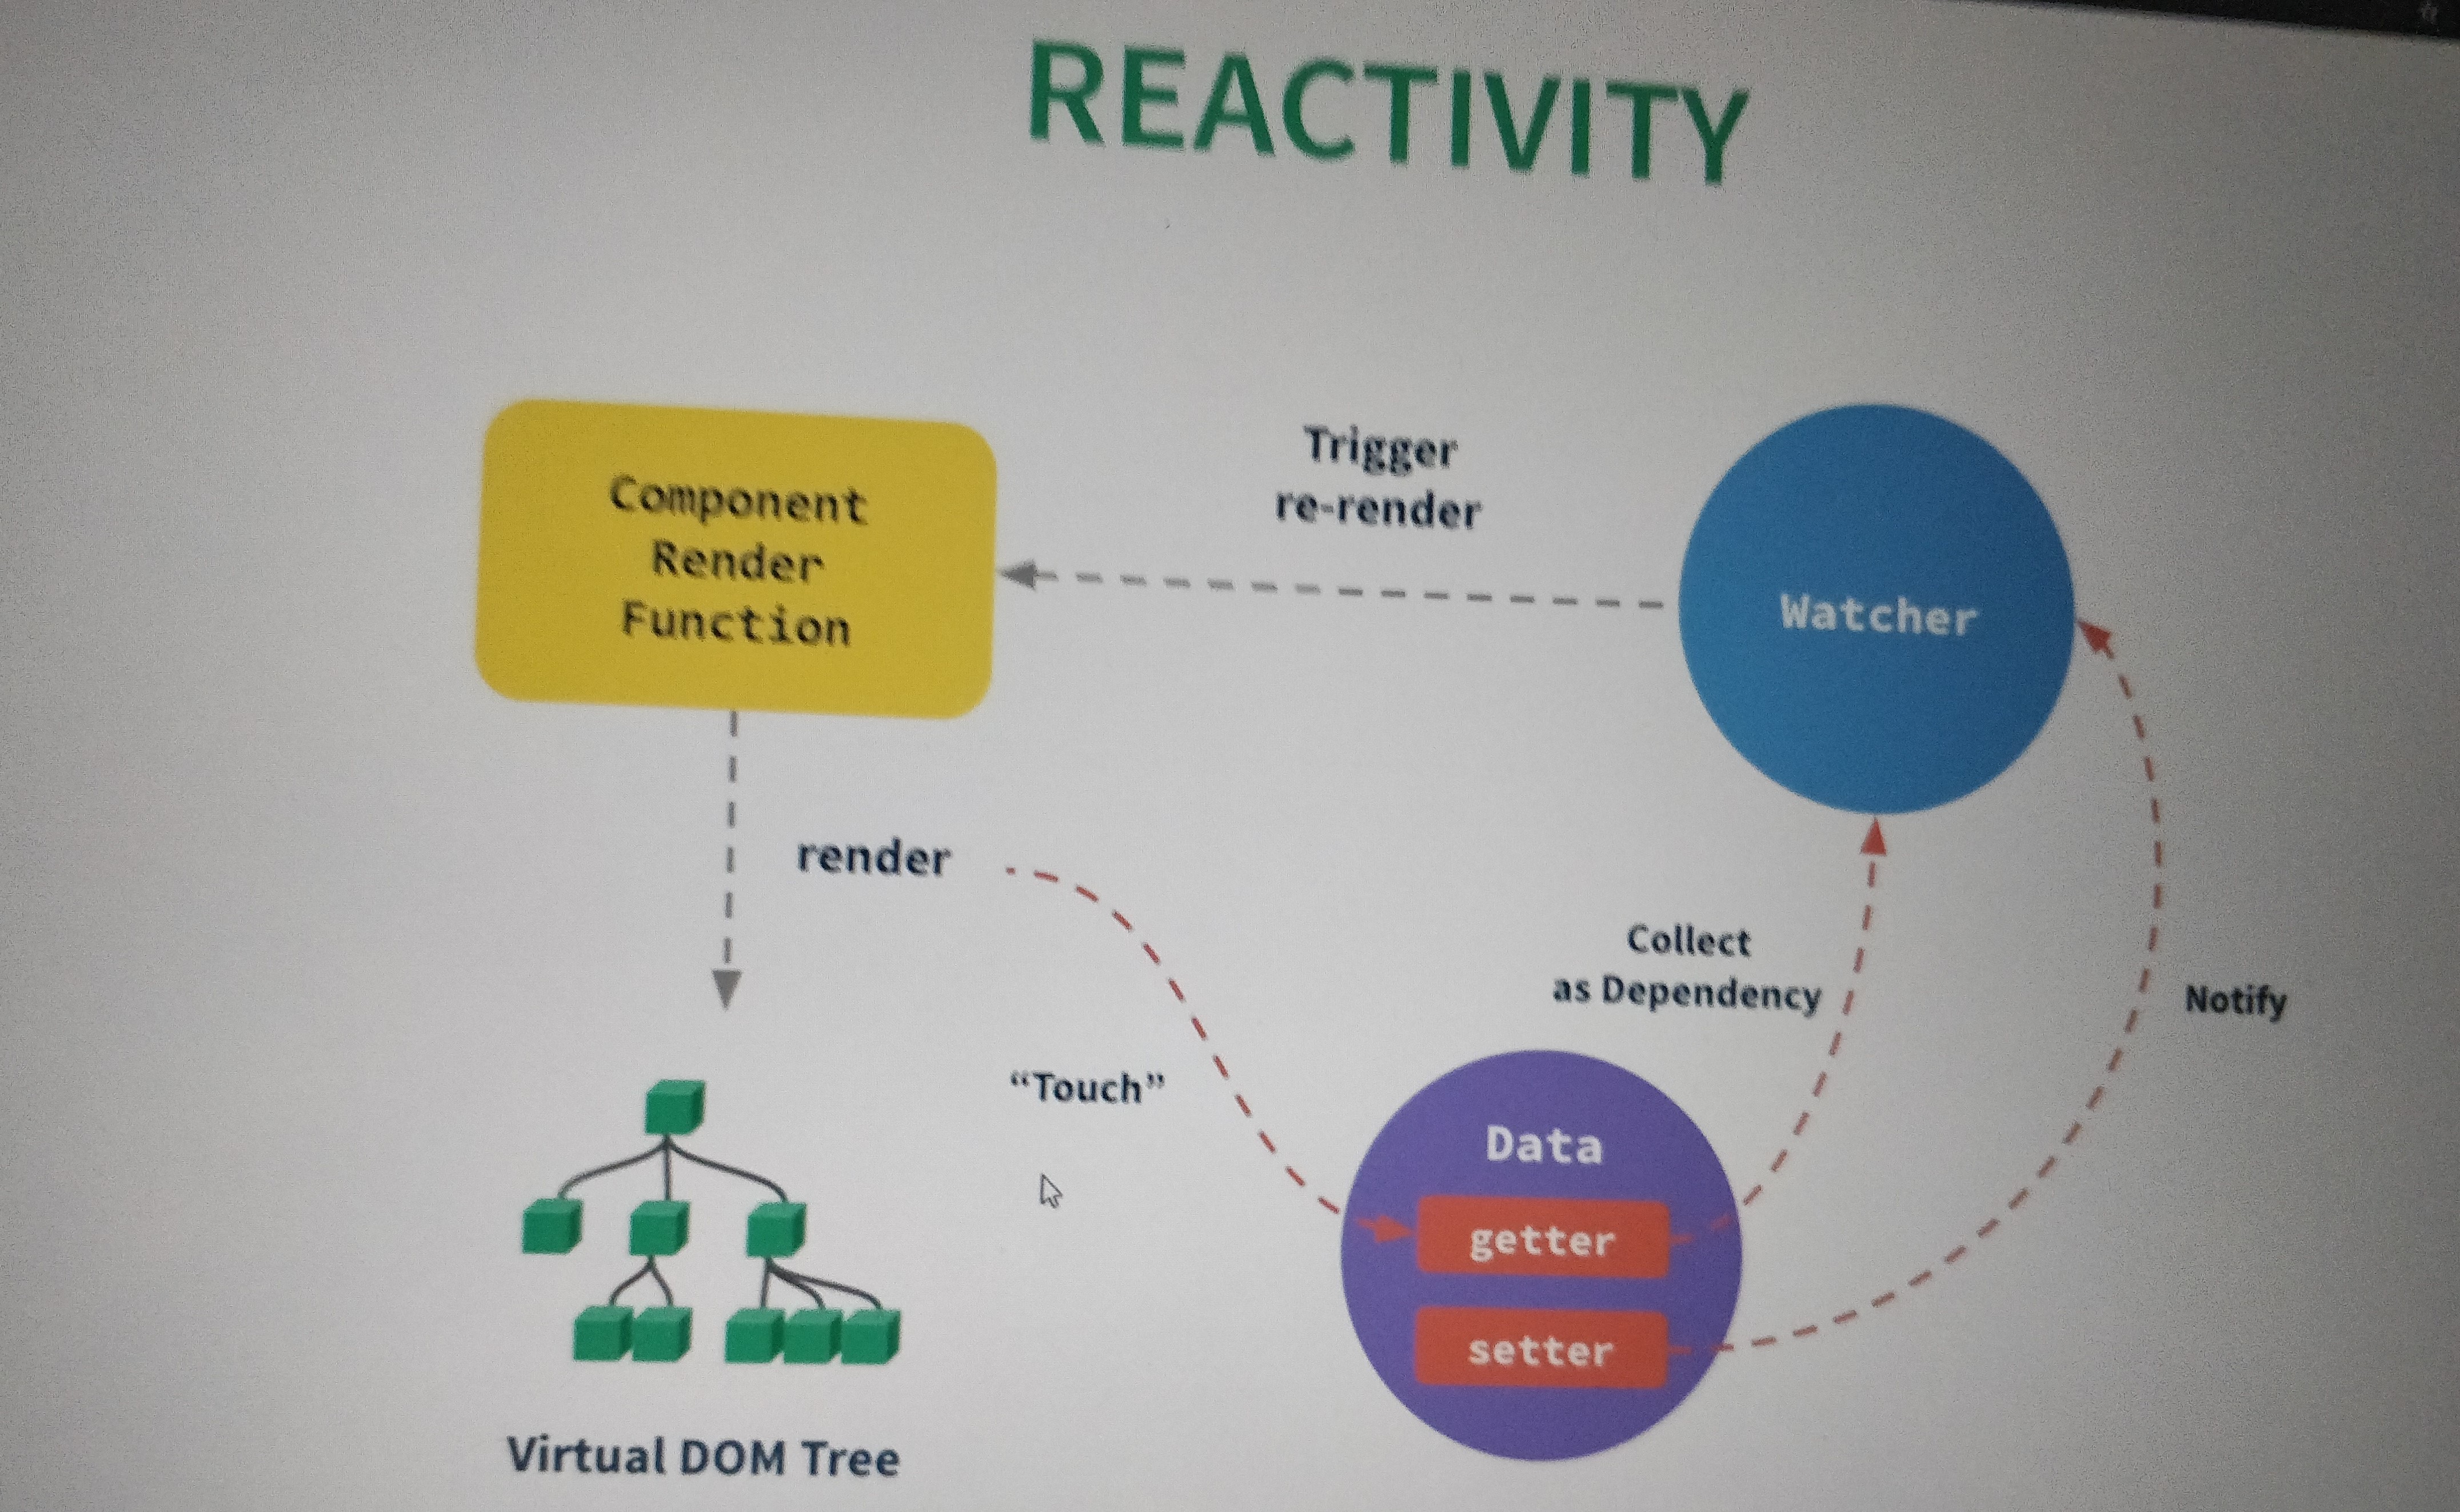 REACTIVITY
Component
Render
Function
Trigger
re-render
Watcher
render
Collect
as Dependency
Notify
“Touch”
Data
getter
setter
Virtual DOM Tree